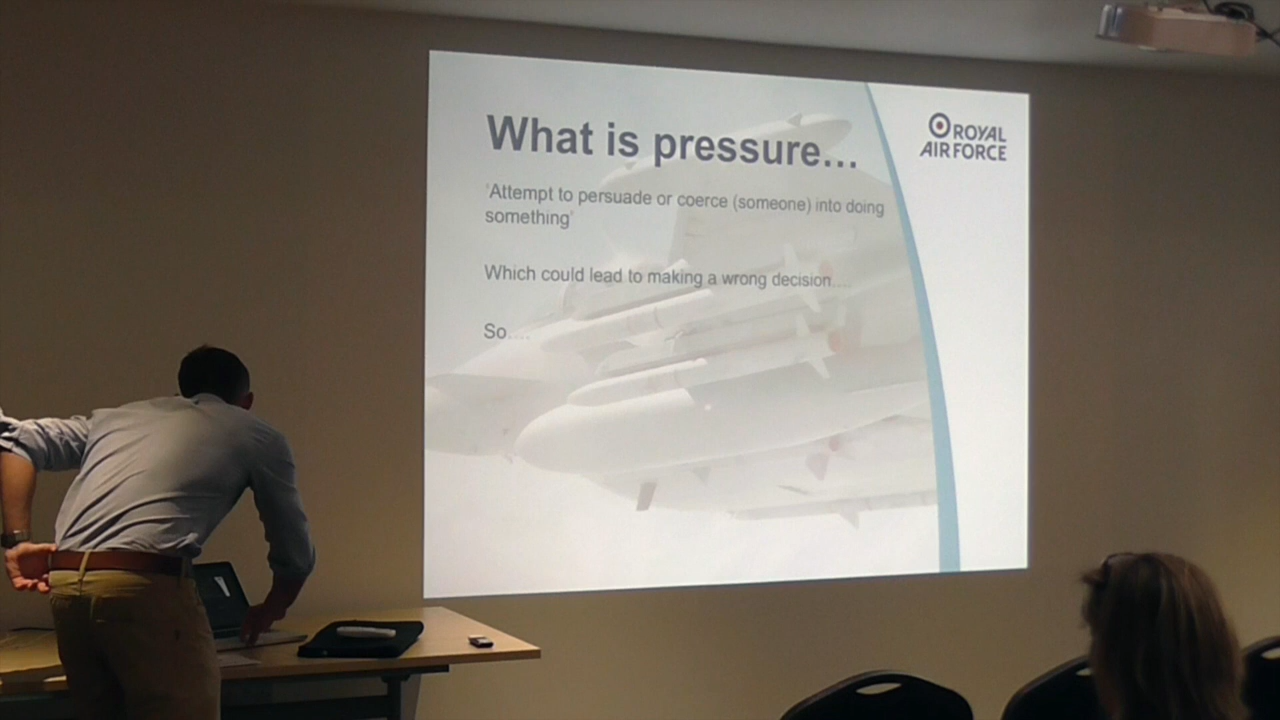 What is pressure...
'Attempt to persuade or coerce (someone) into doing
something'
Which could lead to making a wrong decision....
So....
ROYAL
AIR FORCE